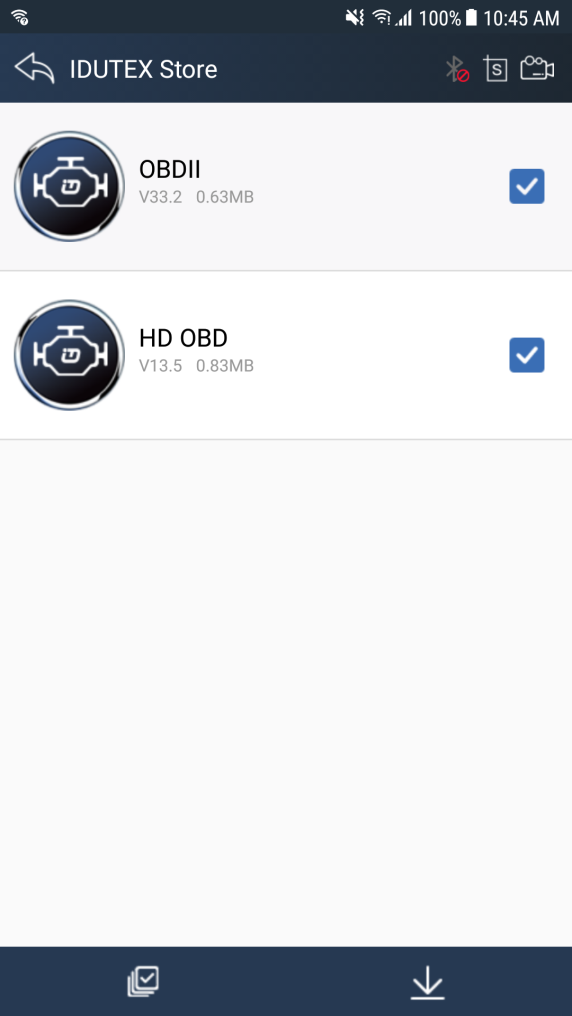 100% 10:45 AM
IDUTEX Store
S
OBDII
V33.2 0.63MB
HD OBD
V13.5 0.83MB